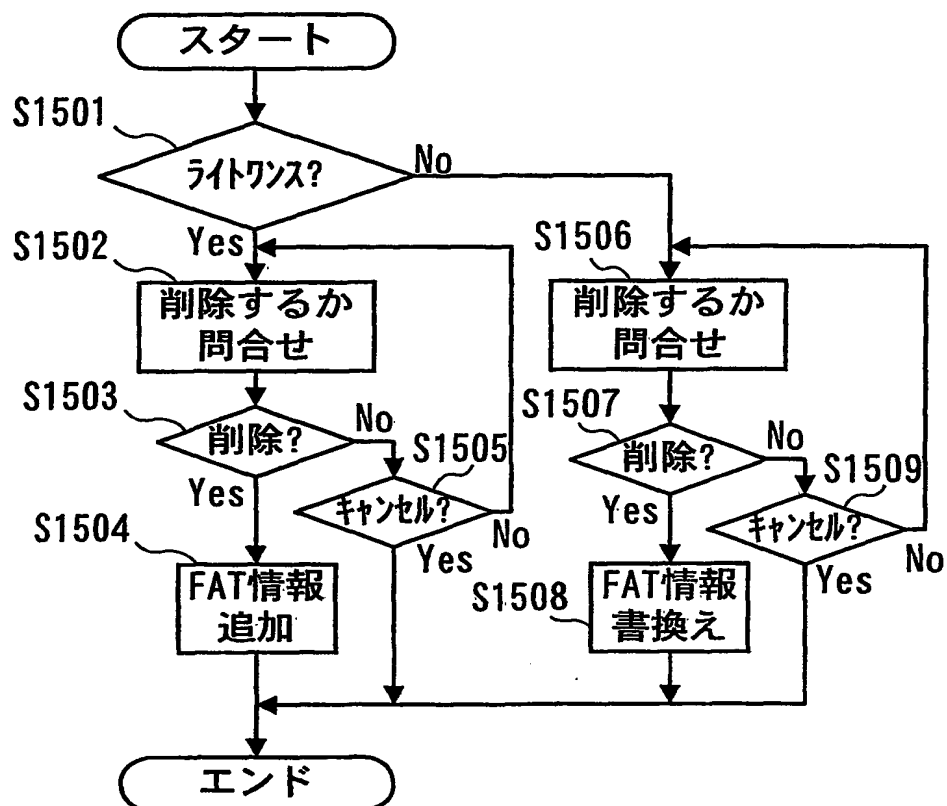 スタート
S1501
ライトワンス?
No
Yes
S1502
削除するか
問合せ
S1506
削除するか
問合せ
S1503
削除?
No
S1505
キャンセル?
Yes
No
Yes
S1504
FAT情報
追加
S1507
削除?
No
S1509
キャンセル?
Yes
No
Yes
S1508
FAT情報
書換え
エンド